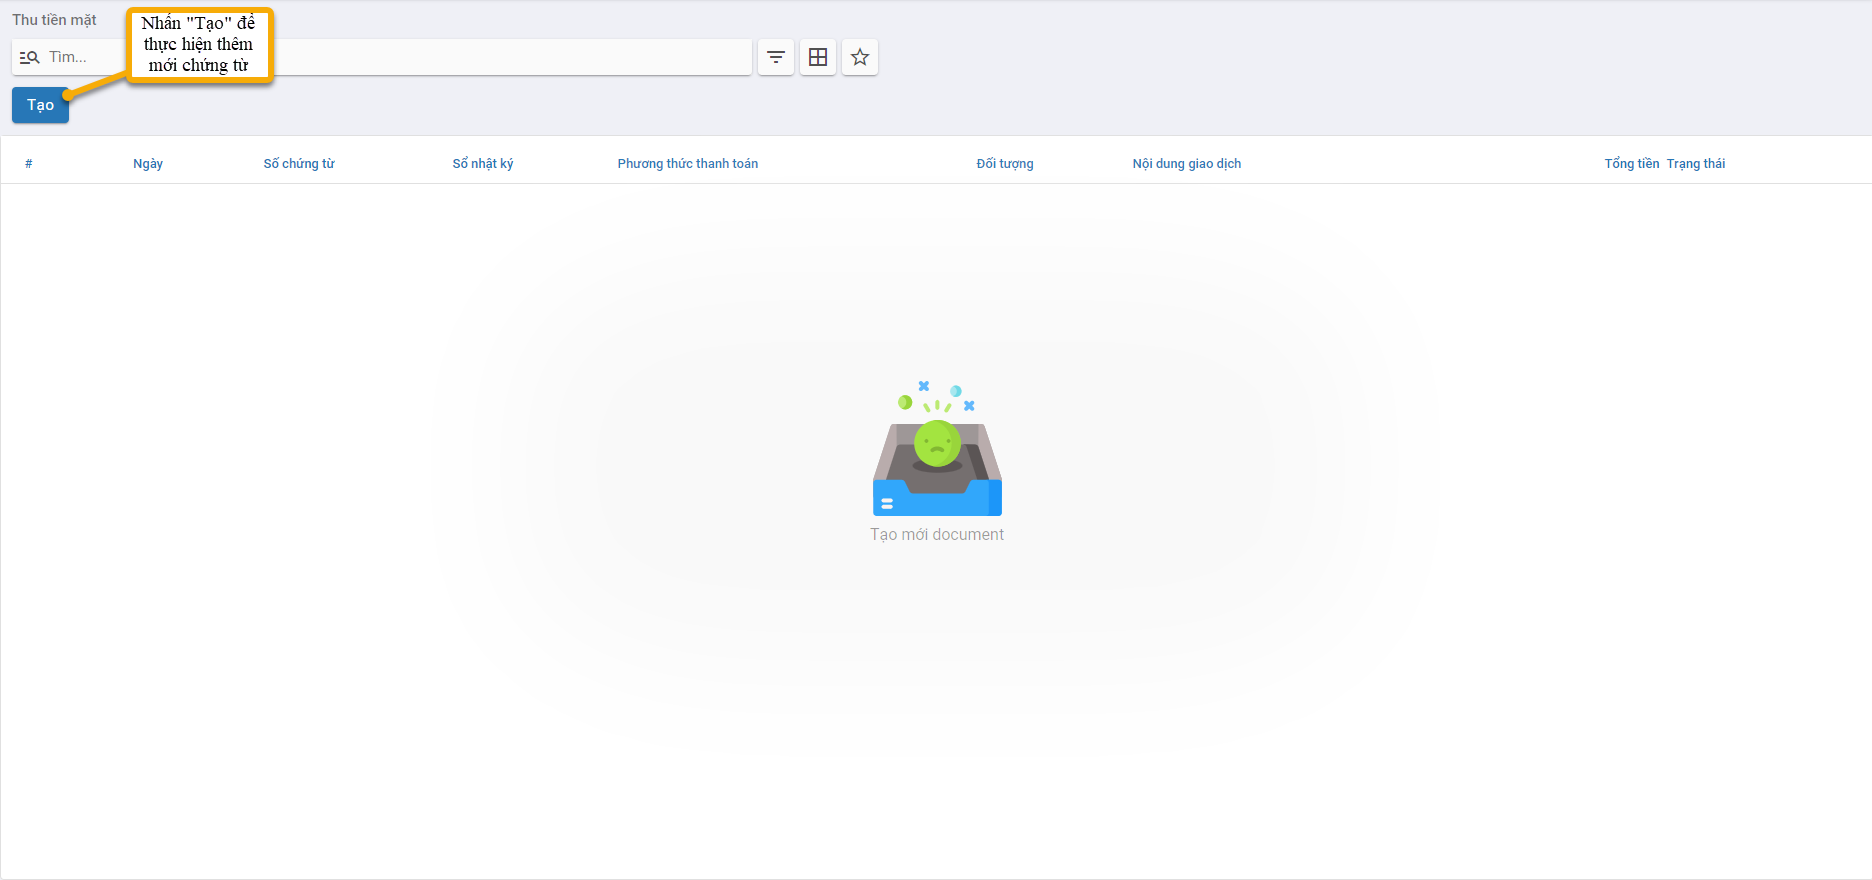 Thu tiền mặt
Nhấn "Tạo" để
thực hiện thêm
mới chứng từ
Tìm...
Tạo
# Ngày Số chứng từ Sổ nhật ký Phương thức thanh toán Đối tượng Nội dung giao dịch Tổng tiền Trạng thái
Tạo mới document